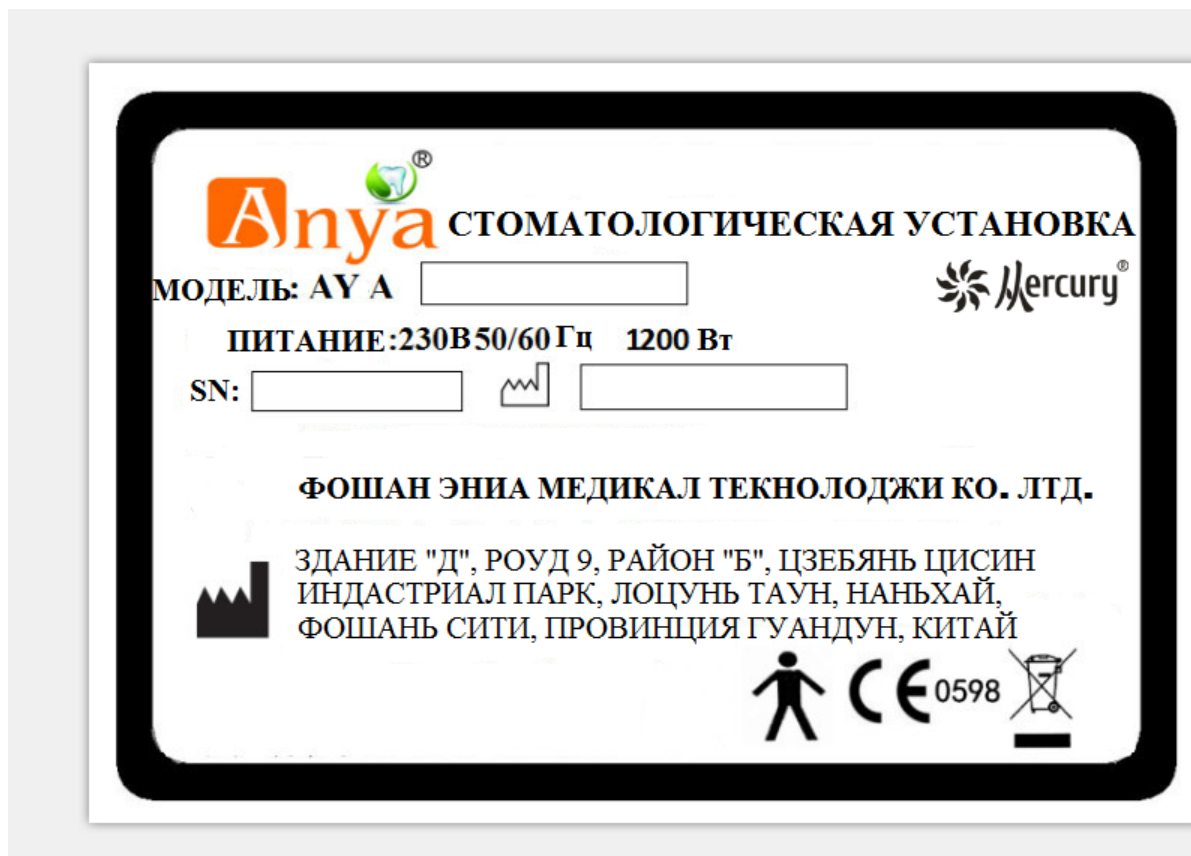 Anya® СТОМАТОЛОГИЧЕСКАЯ УСТАНОВКА
МОДЕЛЬ: AY A
Mercury®
ПИТАНИЕ:230В 50/60 Гц 1200 Вт
SN:
ФОШАН ЭНИА МЕДИКАЛ ТЕКНОЛОДЖИ КО. ЛТД.
ЗДАНИЕ "Д", РОУД 9, РАЙОН "Б", ЦЗЕБЯНЬ ЦИСИН
ИНДАСТРИАЛ ПАРК, ЛОЦУНЬ ТАУН, НАНЬХАЙ,
ФОШАНЬ СИТИ, ПРОВИНЦИЯ ГУАНДУН, КИТАЙ
CE 0598